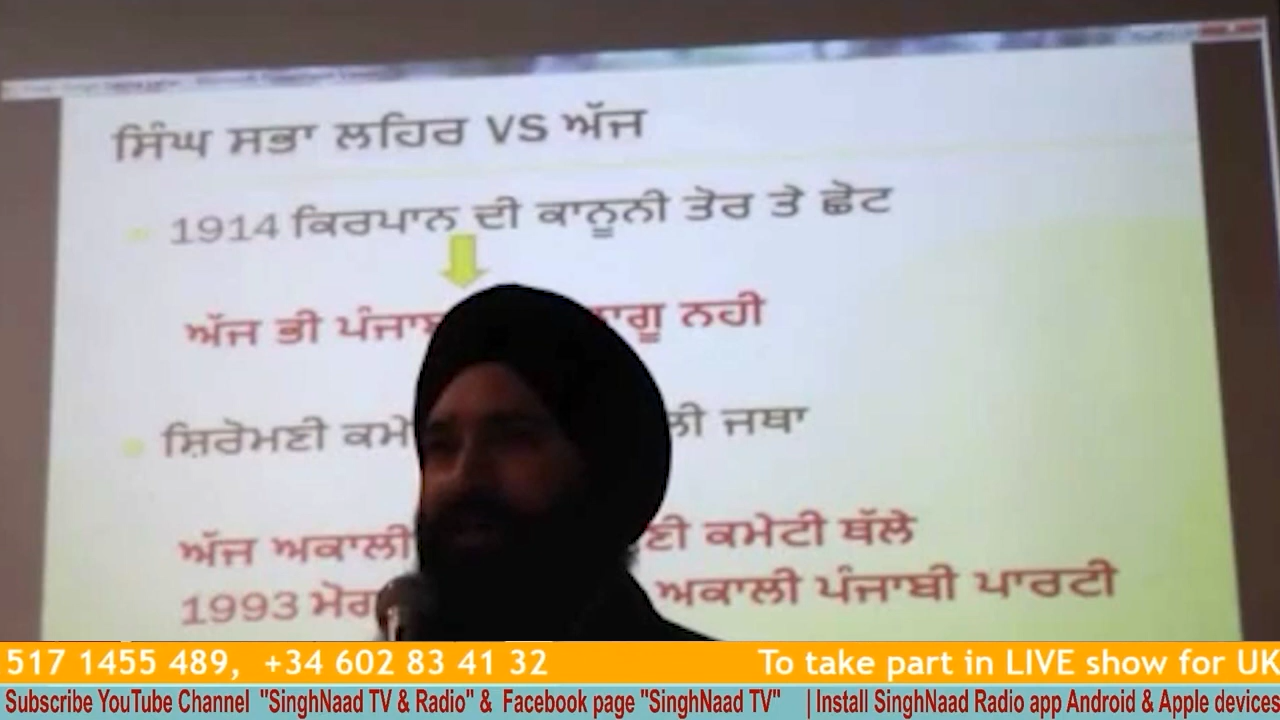 ਸਿੰਘ ਸਭਾ ਲਹਿਰ VS ਅੱਜ
1914 ਕਿਰਪਾਨ ਦੀ ਕਾਨੂਨੀ ਤੋਰ ਤੇ ਛੋਟ
ਅੱਜ ਭੀ ਨਹੀ
ਸ਼ਿਰੋਮਣੀ ਜਥਾ
ਅੱਜ ਅਕਾਲੀ ਕਮੇਟੀ ਥੱਲੇ
1993 ਅਕਾਲੀ ਪੰਜਾਬੀ ਪਾਰਟੀ
517 1455 489, +34 602 83 41 32 To take part in LIVE show for UK
Subscribe YouTube Channel "SinghNaad TV & Radio" & Facebook page "SinghNaad TV" | Install SinghNaad Radio app Android & Apple devices